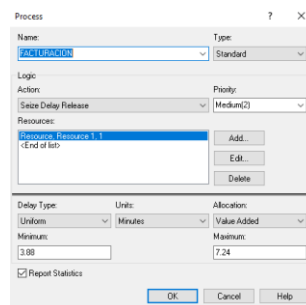 Process ? X
Name: Type:
FACTURACION Standard
Logic
Action: Priority:
Seize Delay Release Medium(2)
Resources:
Resource, Resource 1, 1
<End of list>
Add...
Edit...
Delete
Delay Type: Units: Allocation:
Uniform Minutes Value Added
Minimum: Maximum:
3.88 7.24
Report Statistics
OK Cancel Help